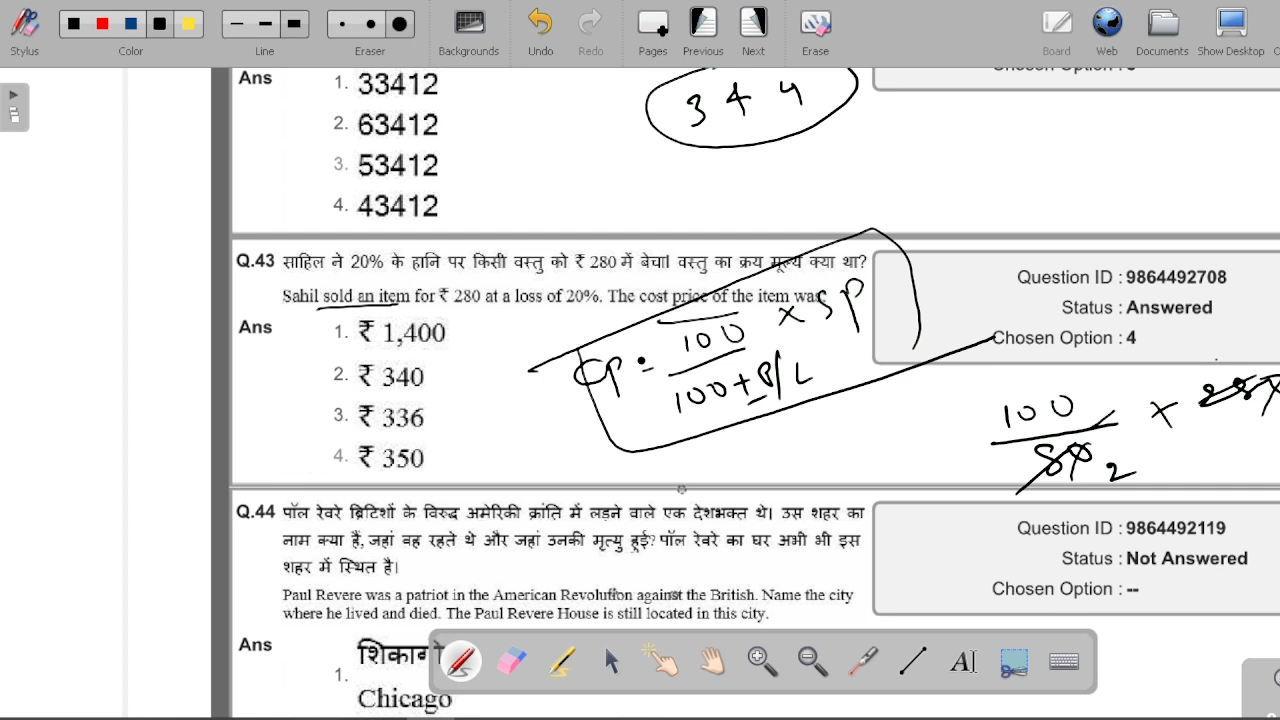 Stylus
Color
Line
Eraser
Backgrounds
Undo
Redo
Pages
Previous
Next
Erase
Board
Web
Documents
Show Desktop
Ans
1. 33412
2. 63412
3. 53412
4. 43412
3 4 4
Q.43 साहिल ने 20% के हानि पर किसी वस्तु को ₹ 280 में बेचा। वस्तु का क्रय मूल्य क्या था?
Sahil sold an item for ₹ 280 at a loss of 20%. The cost price of the item was:
Ans
1. ₹ 1,400
2. ₹ 340
3. ₹ 336
4. ₹ 350
CP = 100 × SP
100 ± P/L
Question ID : 9864492708
Status : Answered
Chosen Option : 4
100 ×
80 2
Q.44 पॉल रेवरे ब्रिटिशों के विरुद्ध अमेरिकी क्रांति में लड़ने वाले एक देशभक्त थे। उस शहर का
नाम क्या हैं, जहां वह रहते थे और जहां उनकी मृत्यु हुई? पॉल रेवरे का घर अभी भी इस
शहर में स्थित है।
Paul Revere was a patriot in the American Revolution against the British. Name the city
where he lived and died. The Paul Revere House is still located in this city.
Question ID : 9864492119
Status : Not Answered
Chosen Option : --
Ans
1.
Chicago
AI